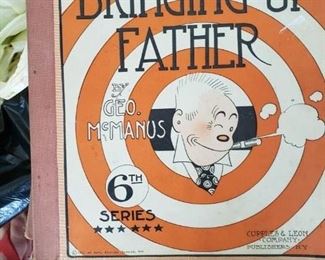 BRINGING UP
FATHER
BY
GEO.
McMANUS
6TH
SERIES
CUPPLES & LEON
COMPANY
PUBLISHERS. N.Y.